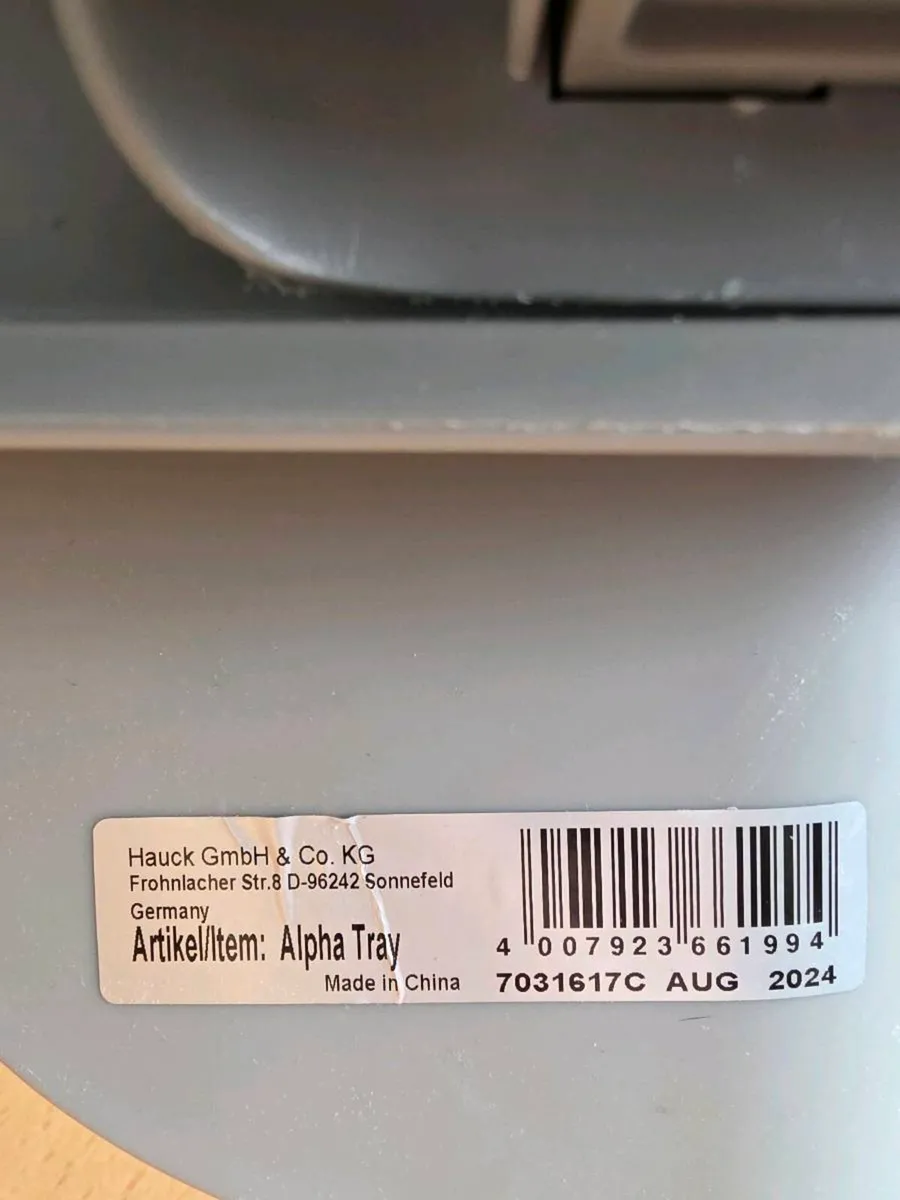 Hauck GmbH & Co. KG
Frohnlacher Str.8 D-96242 Sonnefeld
Germany
Artikel/Item: Alpha Tray
Made in China
4 007923 661994
7031617C AUG 2024